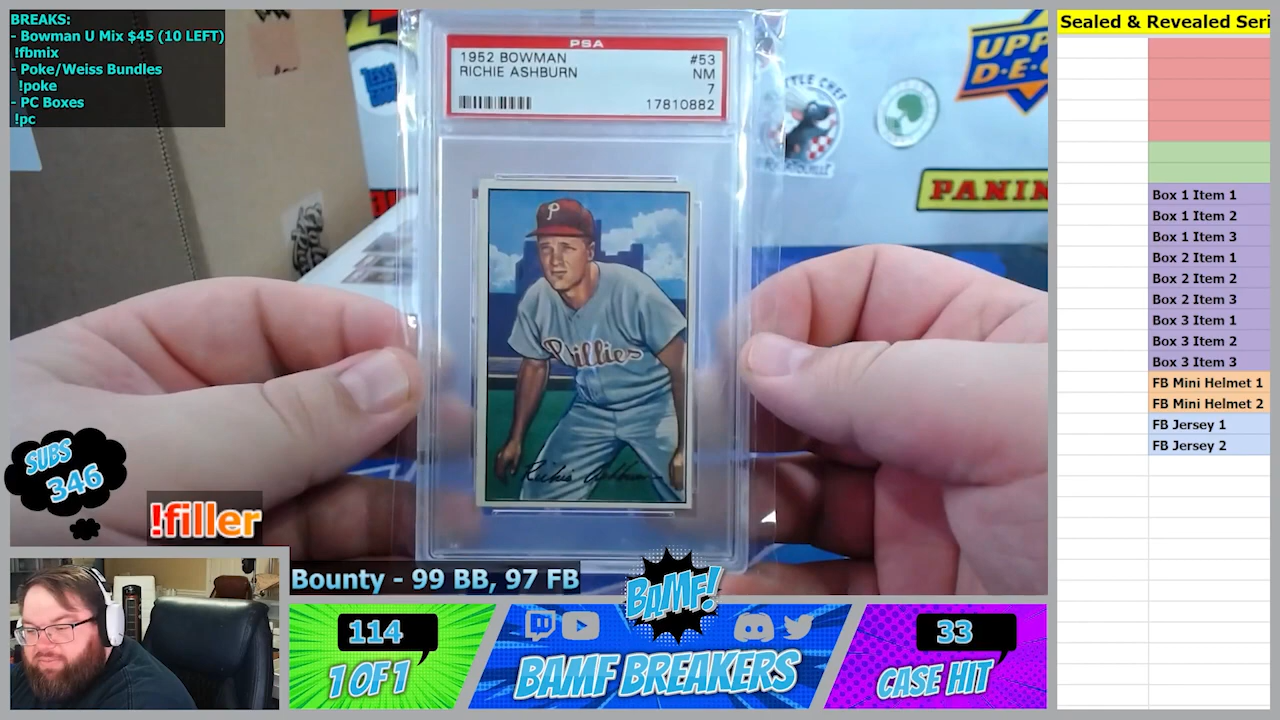 BREAKS:
- Bowman U Mix $45 (10 LEFT)
!fbmix
- Poke/Weiss Bundles
!poke
- PC Boxes
!pc
PSA
1952 BOWMAN #53
RICHIE ASHBURN NM
7
17810882
UPP
D·E·C
PANIN
P
Phillies
Richie Ashburn
SUBS
346
!filler
Bounty - 99 BB, 97 FB
BAMF!
114
1 OF 1
BAMF BREAKERS
33
CASE HIT
Sealed & Revealed Seri
Box 1 Item 1
Box 1 Item 2
Box 1 Item 3
Box 2 Item 1
Box 2 Item 2
Box 2 Item 3
Box 3 Item 1
Box 3 Item 2
Box 3 Item 3
FB Mini Helmet 1
FB Mini Helmet 2
FB Jersey 1
FB Jersey 2